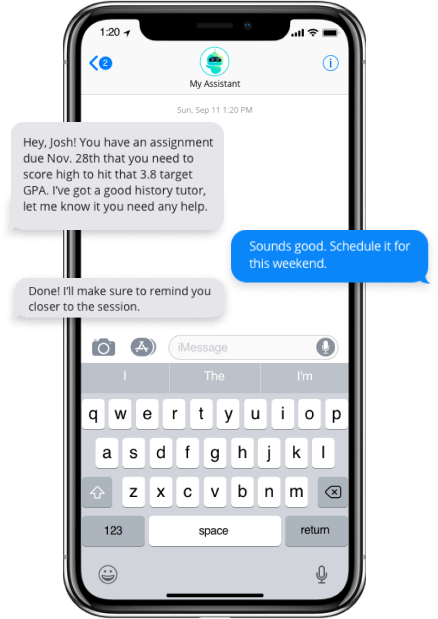 1:20
2
My Assistant
Sun, Sep 11 1:20 PM
Hey, Josh! You have an assignment
due Nov. 28th that you need to
score high to hit that 3.8 target
GPA. I've got a good history tutor,
let me know it you need any help.
Sounds good. Schedule it for
this weekend.
Done! I'll make sure to remind you
closer to the session.
iMessage
I The I'm
q w e r t y u i o p
a s d f g h j k l
z x c v b n m
123 space return